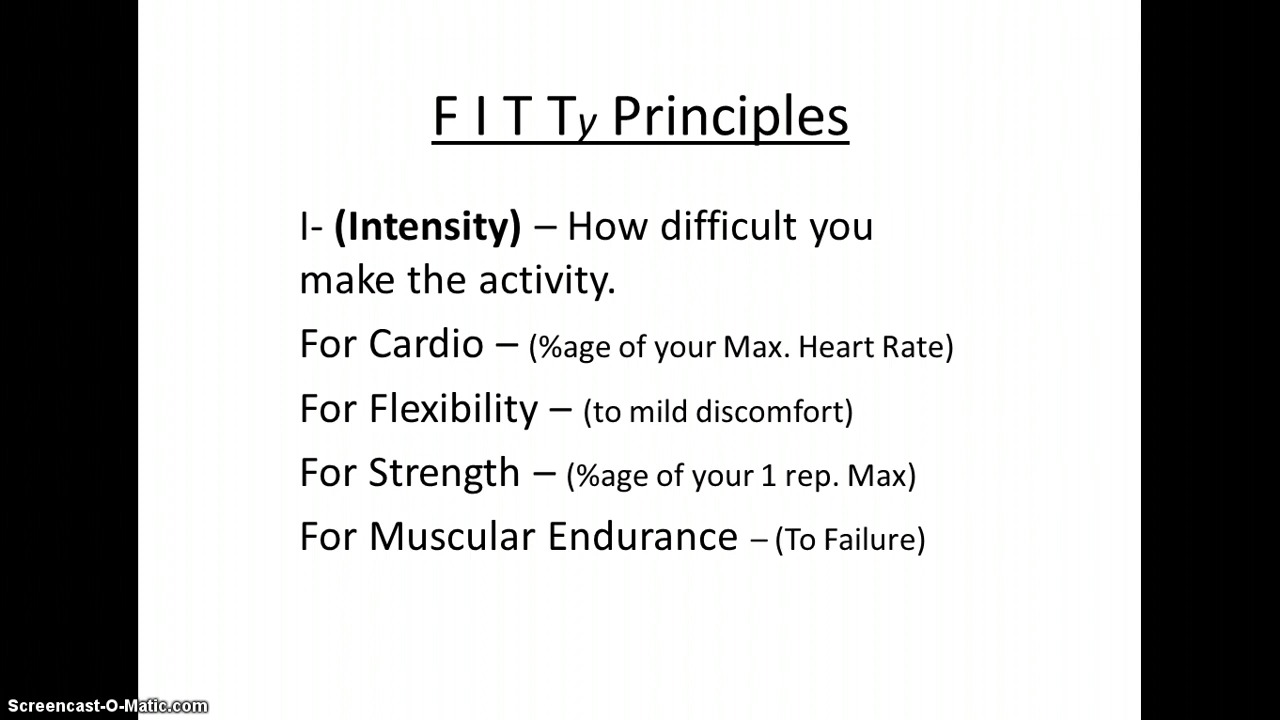 F I T Ty Principles
I- (Intensity) – How difficult you
make the activity.
For Cardio – (%age of your Max. Heart Rate)
For Flexibility – (to mild discomfort)
For Strength – (%age of your 1 rep. Max)
For Muscular Endurance – (To Failure)
Screencast-O-Matic.com